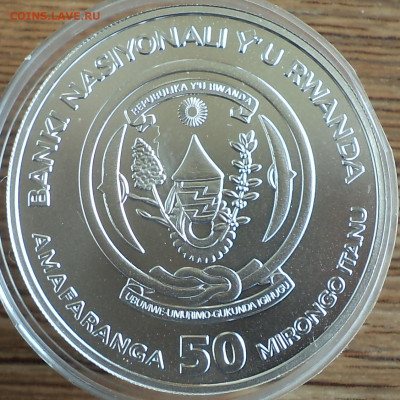 COINS.LAVE.RU
BANKI NASIYONALI Y'U RWANDA
REPUBULIKA Y'U RWANDA
UBUMWE-UMURIMO-GUKUNDA IGIHUGU
AMAFARANGA 50 MIRONGO ITANU